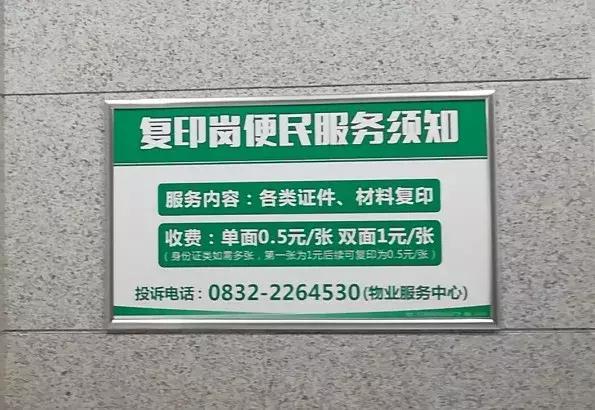 复印岗便民服务须知
服务内容：各类证件、材料复印
收费：单面0.5元/张 双面1元/张
（身份证类如需多张，第一张为1元后续可复印为0.5元/张）
投诉电话：0832-2264530(物业服务中心)